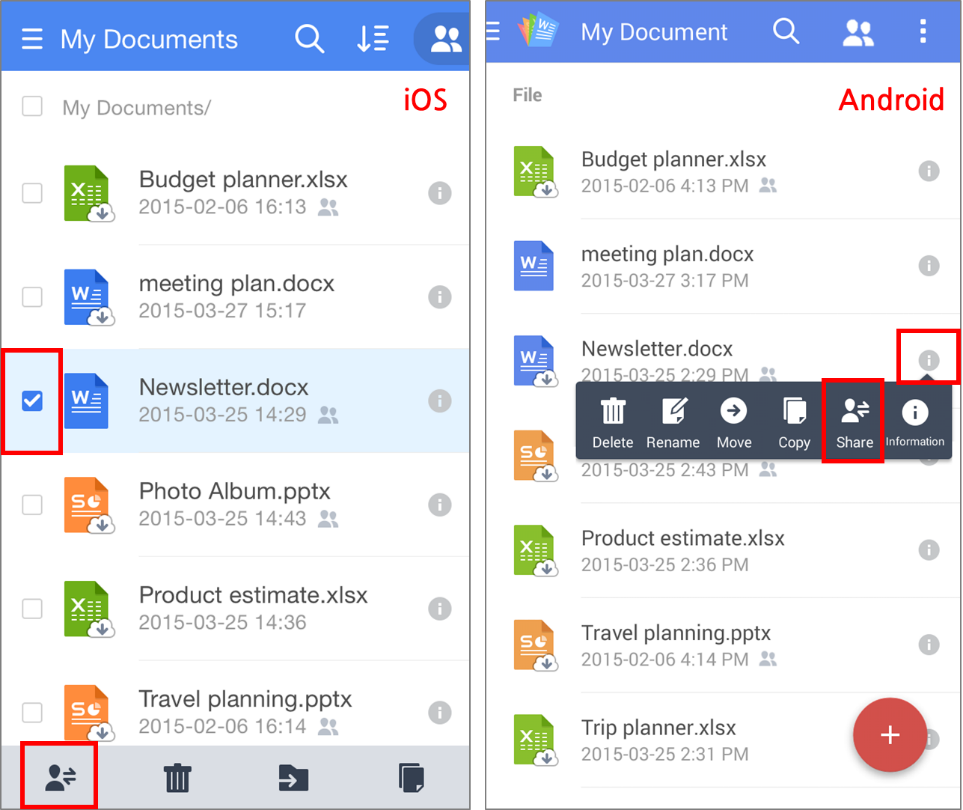 My Documents
My Documents/
iOS
Budget planner.xlsx
2015-02-06 16:13
meeting plan.docx
2015-03-27 15:17
Newsletter.docx
2015-03-25 14:29
Photo Album.pptx
2015-03-25 14:43
Product estimate.xlsx
2015-03-25 14:36
Travel planning.pptx
2015-02-06 16:14
My Document
File
Android
Budget planner.xlsx
2015-02-06 4:13 PM
meeting plan.docx
2015-03-27 3:17 PM
Newsletter.docx
2015-03-25 2:29 PM
Delete Rename Move Copy Share Information
2015-03-25 2:43 PM
Product estimate.xlsx
2015-03-25 2:36 PM
Travel planning.pptx
2015-02-06 4:14 PM
Trip planner.xlsx
2015-03-25 2:31 PM